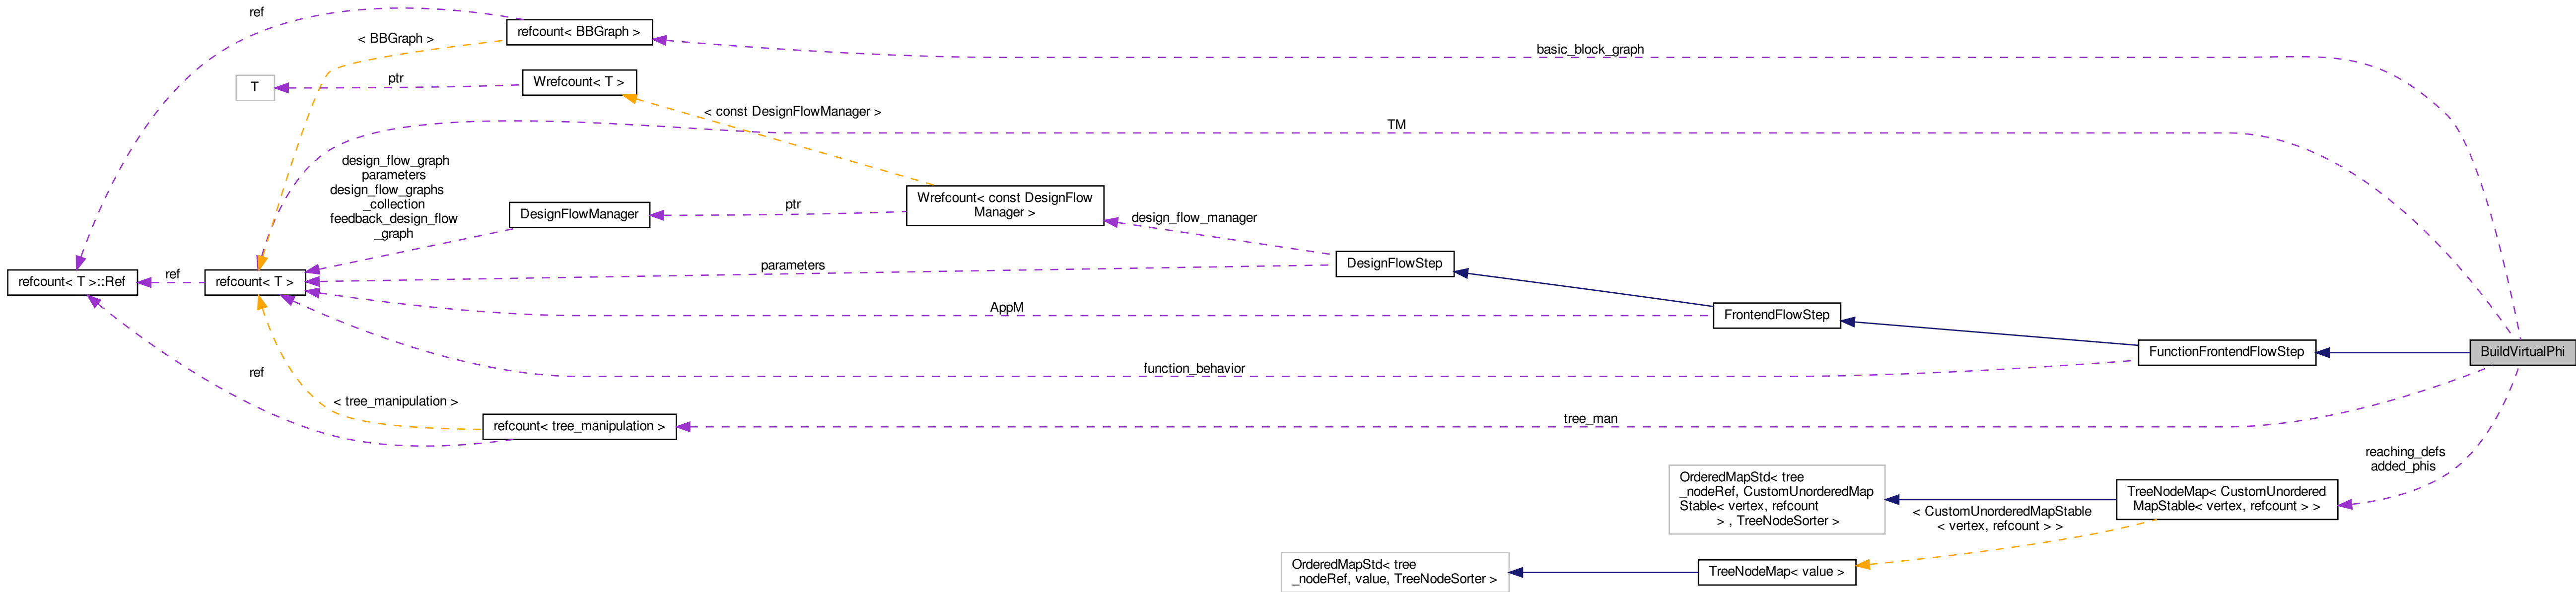 ref
refcount< BBGraph >
< BBGraph >
basic_block_graph
T
ptr
Wrefcount< T >
< const DesignFlowManager >
TM
design_flow_graph
parameters
design_flow_graphs
_collection
feedback_design_flow
_graph
DesignFlowManager
ptr
Wrefcount< const DesignFlow
Manager >
design_flow_manager
refcount< T >::Ref
ref
refcount< T >
parameters
DesignFlowStep
AppM
FrontendFlowStep
function_behavior
FunctionFrontendFlowStep
BuildVirtualPhi
ref
< tree_manipulation >
refcount< tree_manipulation >
tree_man
reaching_defs
added_phis
OrderedMapStd< tree
_nodeRef, CustomUnorderedMap
Stable< vertex, refcount
> , TreeNodeSorter >
< CustomUnorderedMapStable
< vertex, refcount > >
TreeNodeMap< CustomUnordered
MapStable< vertex, refcount > >
OrderedMapStd< tree
_nodeRef, value, TreeNodeSorter >
TreeNodeMap< value >